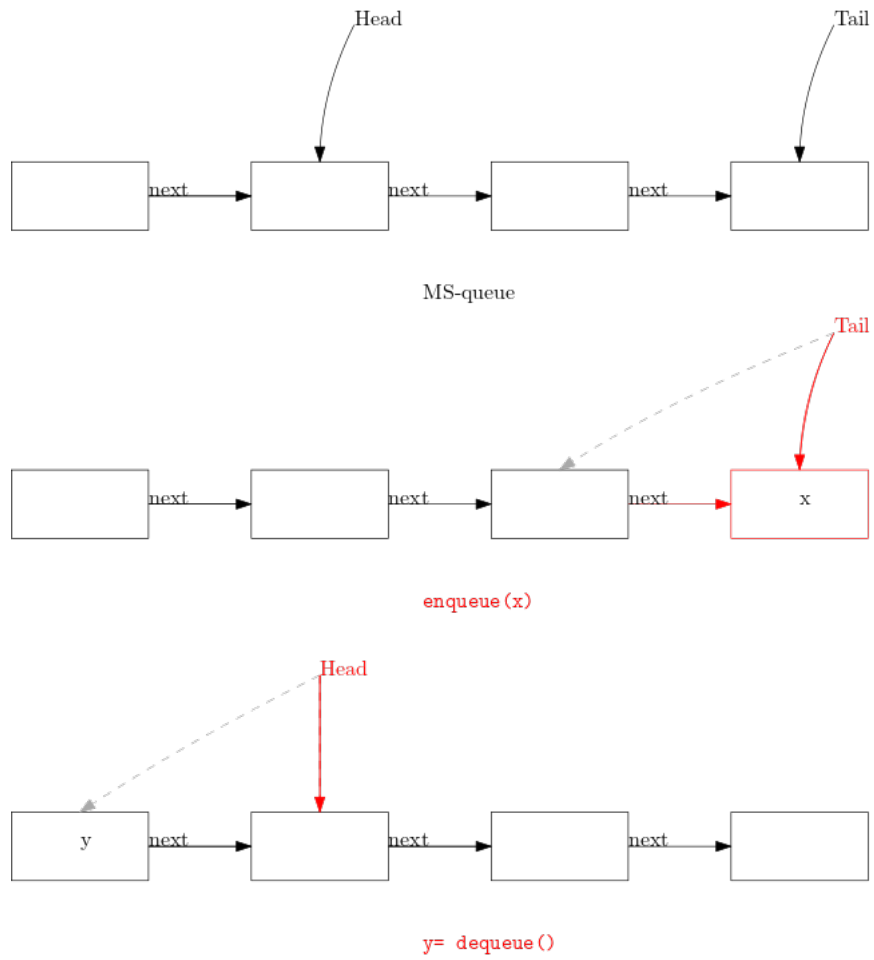 Head Tail
next next next
MS-queue
Tail
next next next x
enqueue(x)
Head
y next next next
y= dequeue()